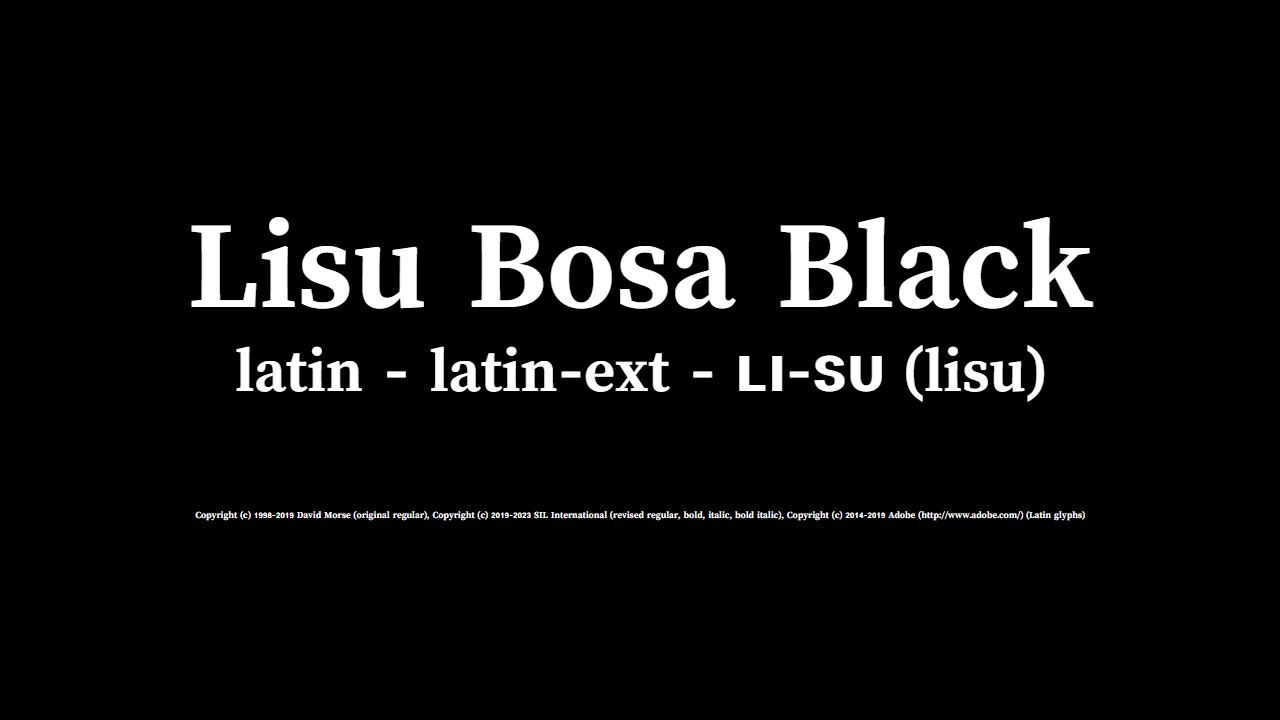 Lisu Bosa Black
latin - latin-ext - ꓡꓲ-ꓢꓴ (lisu)
Copyright (c) 1998-2019 David Morse (original regular), Copyright (c) 2019-2023 SIL International (revised regular, bold, italic, bold italic), Copyright (c) 2014-2019 Adobe (http://www.adobe.com/) (Latin glyphs)